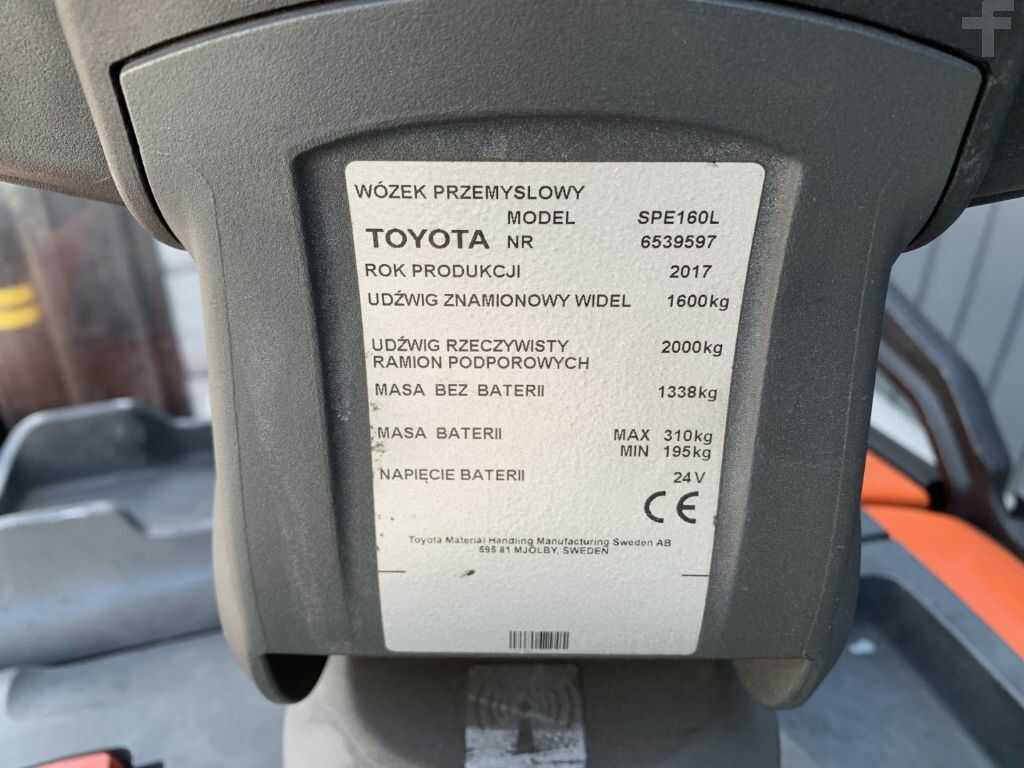 WÓZEK PRZEMYSLOWY
MODEL SPE160L
TOYOTA NR 6539597
ROK PRODUKCJI 2017
UDŹWIG ZNAMIONOWY WIDEL 1600kg
UDŹWIG RZECZYWISTY 2000kg
RAMION PODPOROWYCH
MASA BEZ BATERII 1338kg
MASA BATERII MAX 310kg
MIN 195kg
NAPIĘCIE BATERII 24V
CE
Toyota Material Handling Manufacturing Sweden AB
595 81 MJÖLBY, SWEDEN
f